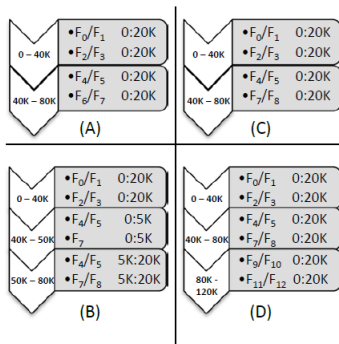 0 – 40K
•F₀/F₁ 0:20K
•F₂/F₃ 0:20K
40K – 80K
•F₄/F₅ 0:20K
•F₆/F₇ 0:20K
(A)
0 – 40K
•F₀/F₁ 0:20K
•F₂/F₃ 0:20K
40K – 80K
•F₄/F₅ 0:20K
•F₇/F₈ 0:20K
(C)
0 – 40K
•F₀/F₁ 0:20K
•F₂/F₃ 0:20K
40K – 50K
•F₄/F₅ 0:5K
•F₇ 0:5K
50K – 80K
•F₄/F₅ 5K:20K
•F₇/F₈ 5K:20K
(B)
0 – 40K
•F₀/F₁ 0:20K
•F₂/F₃ 0:20K
40K – 80K
•F₄/F₅ 0:20K
•F₇/F₈ 0:20K
80K -
120K
•F₉/F₁₀ 0:20K
•F₁₁/F₁₂ 0:20K
(D)